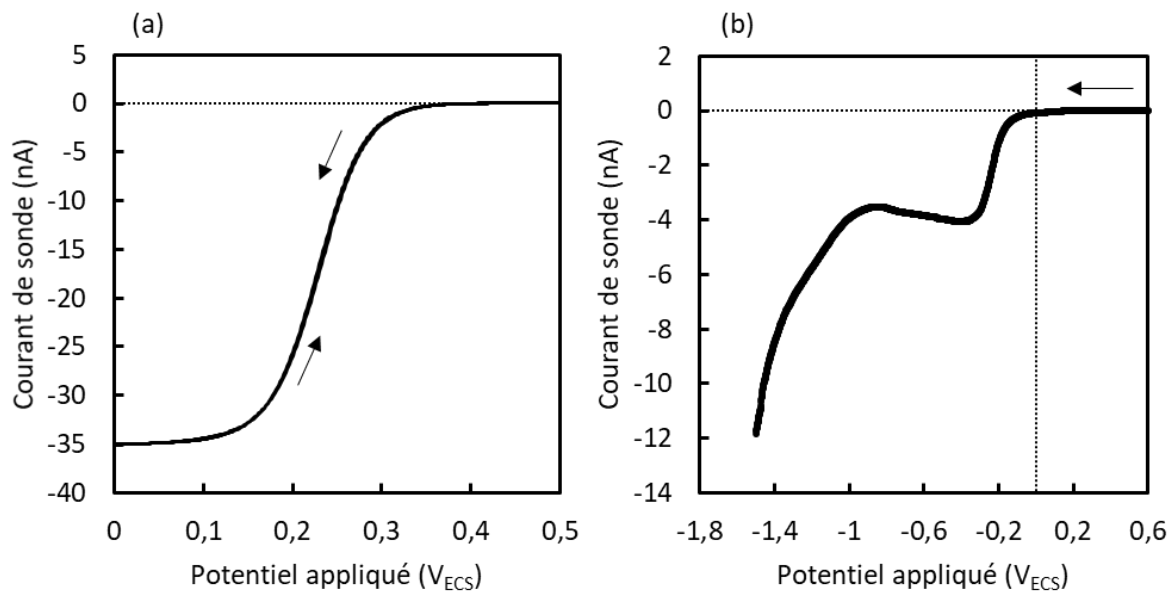 (a)
5
0
-5
-10
-15
-20
-25
-30
-35
-40
0 0,1 0,2 0,3 0,4 0,5
Courant de sonde (nA)
Potentiel appliqué (VECS)
(b)
2
0
-2
-4
-6
-8
-10
-12
-14
-1,8 -1,4 -1 -0,6 -0,2 0,2 0,6
Courant de sonde (nA)
Potentiel appliqué (VECS)